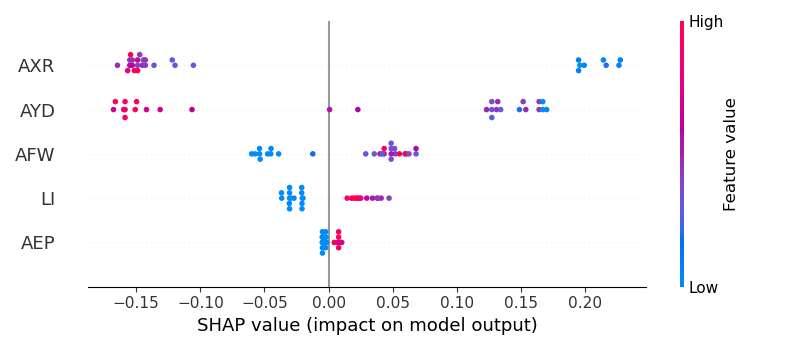 High
AXR
AYD
AFW
LI
AEP
Feature value
Low
−0.15 −0.10 −0.05 0.00 0.05 0.10 0.15 0.20
SHAP value (impact on model output)